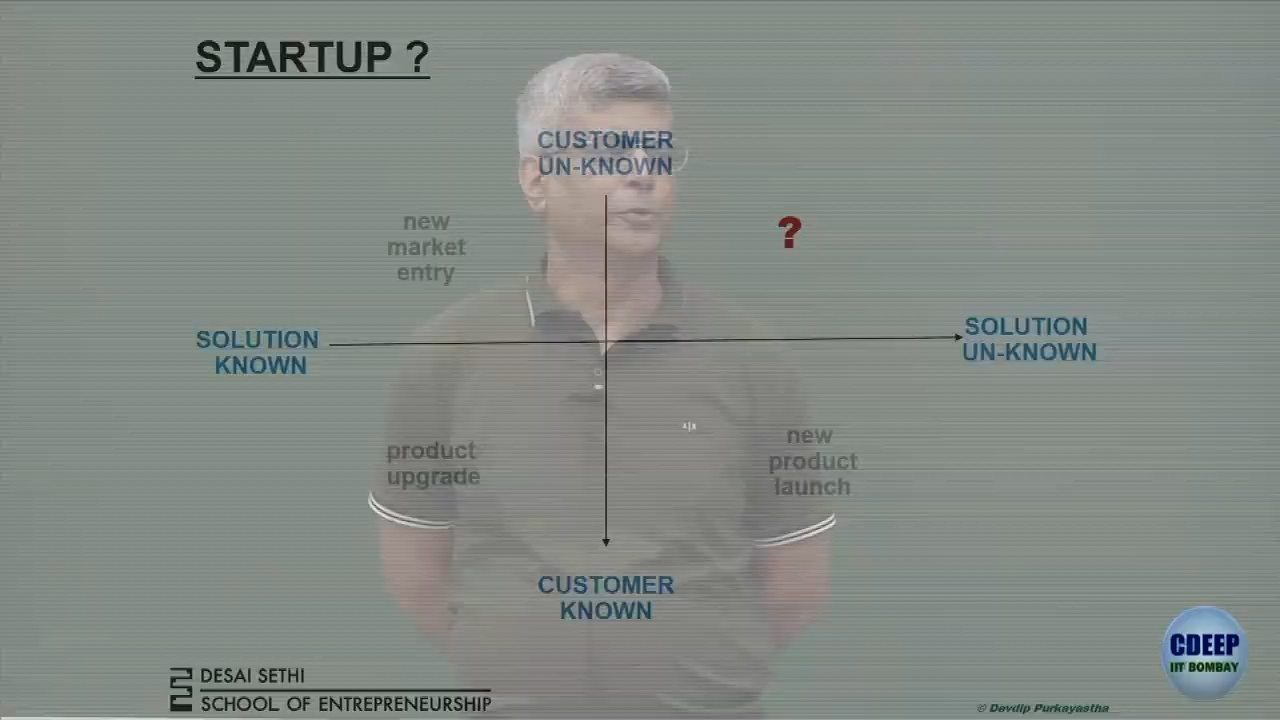 STARTUP ?
CUSTOMER
UN-KNOWN
new
market
entry
?
SOLUTION
KNOWN
SOLUTION
UN-KNOWN
product
upgrade
new
product
launch
CUSTOMER
KNOWN
DESAI SETHI
SCHOOL OF ENTREPRENEURSHIP
CDEEP
IIT BOMBAY
© Devdip Purkayastha